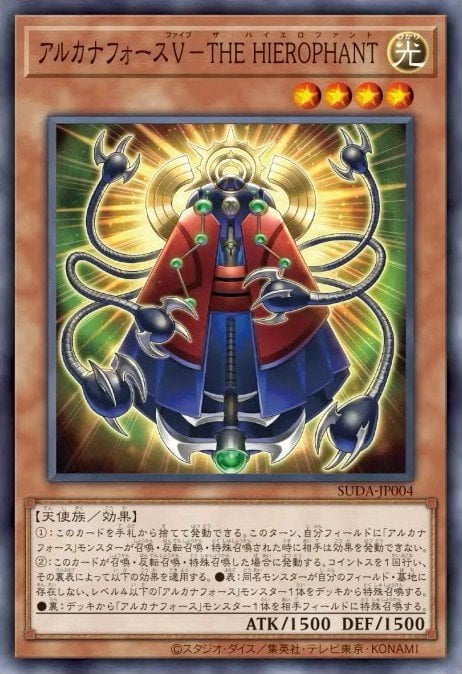 アルカナフォースⅤ－THE HIEROPHANT
ファイブ ザ・ハイエロファント
光
ひかり
SUDA-JP004
【天使族／効果】
①：このカードを手札から捨てて発動できる。このターン、自分フィールドに「アルカナ
フォース」モンスターが召喚・反転召喚・特殊召喚された時に相手は効果を発動できない。
②：このカードが召喚・反転召喚・特殊召喚した場合に発動する。コイントスを1回行い、
その裏表によって以下の効果を適用する。●表：同名モンスターが自分のフィールド・墓地に
存在しない、レベル４以下の「アルカナフォース」モンスター1体をデッキから特殊召喚する。
●裏：デッキから「アルカナフォース」モンスター1体を相手フィールドに特殊召喚する。
ATK/1500 DEF/1500
©スタジオ・ダイス／集英社・テレビ東京・KONAMI